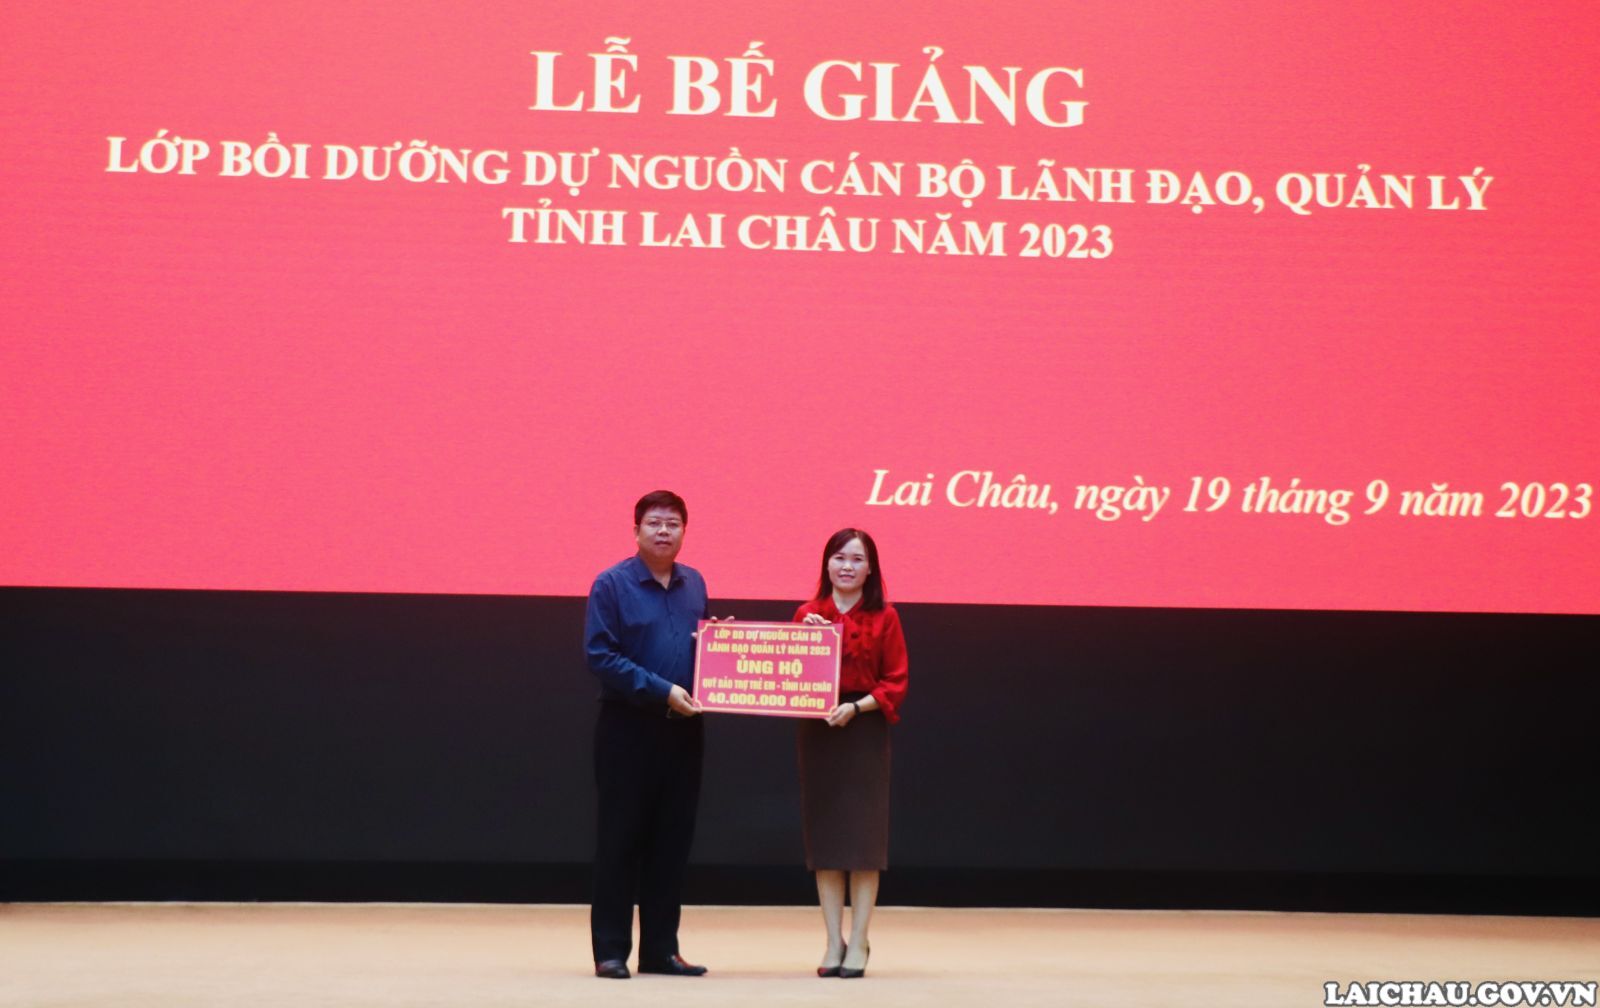 LỄ BẾ GIẢNG
LỚP BỒI DƯỠNG DỰ NGUỒN CÁN BỘ LÃNH ĐẠO, QUẢN LÝ
TỈNH LAI CHÂU NĂM 2023
Lai Châu, ngày 19 tháng 9 năm 2023
LỚP BD DỰ NGUỒN CÁN BỘ
LÃNH ĐẠO QUẢN LÝ NĂM 2023
ỦNG HỘ
QUỸ BẢO TRỢ TRẺ EM - TỈNH LAI CHÂU
40.000.000 đồng
LAICHAU.GOV.VN